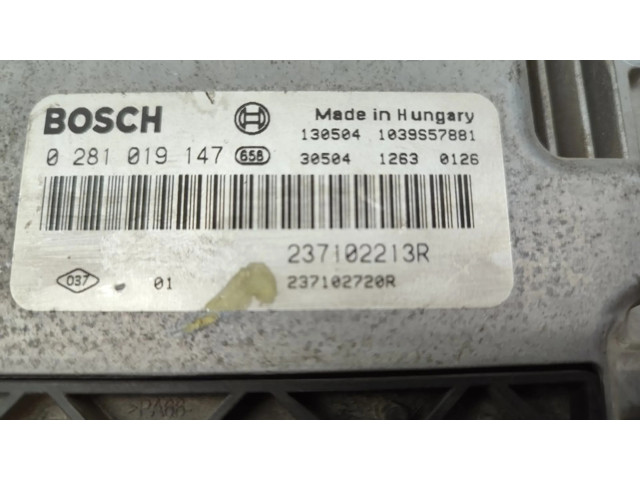 BOSCH
Made in Hungary
130504 1039S57881
0 281 019 147 658
30504 1263 0126
237102213R
037 01
237102720R